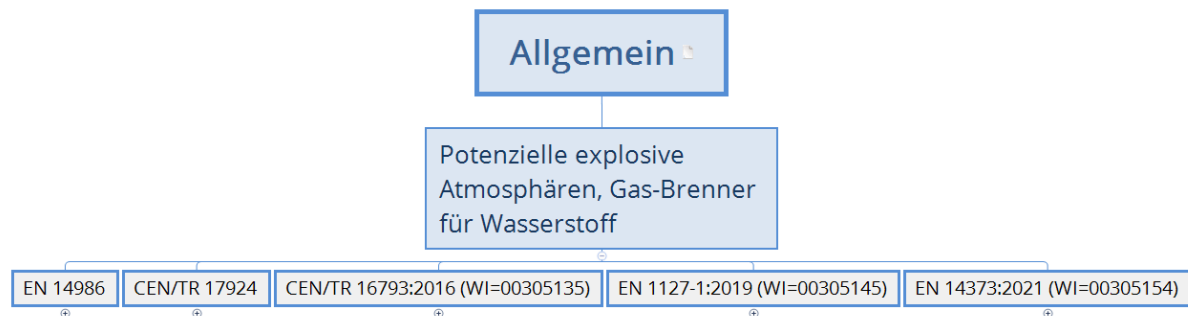 Allgemein
Potenzielle explosive
Atmosphären, Gas-Brenner
für Wasserstoff
EN 14986
CEN/TR 17924
CEN/TR 16793:2016 (WI=00305135)
EN 1127-1:2019 (WI=00305145)
EN 14373:2021 (WI=00305154)